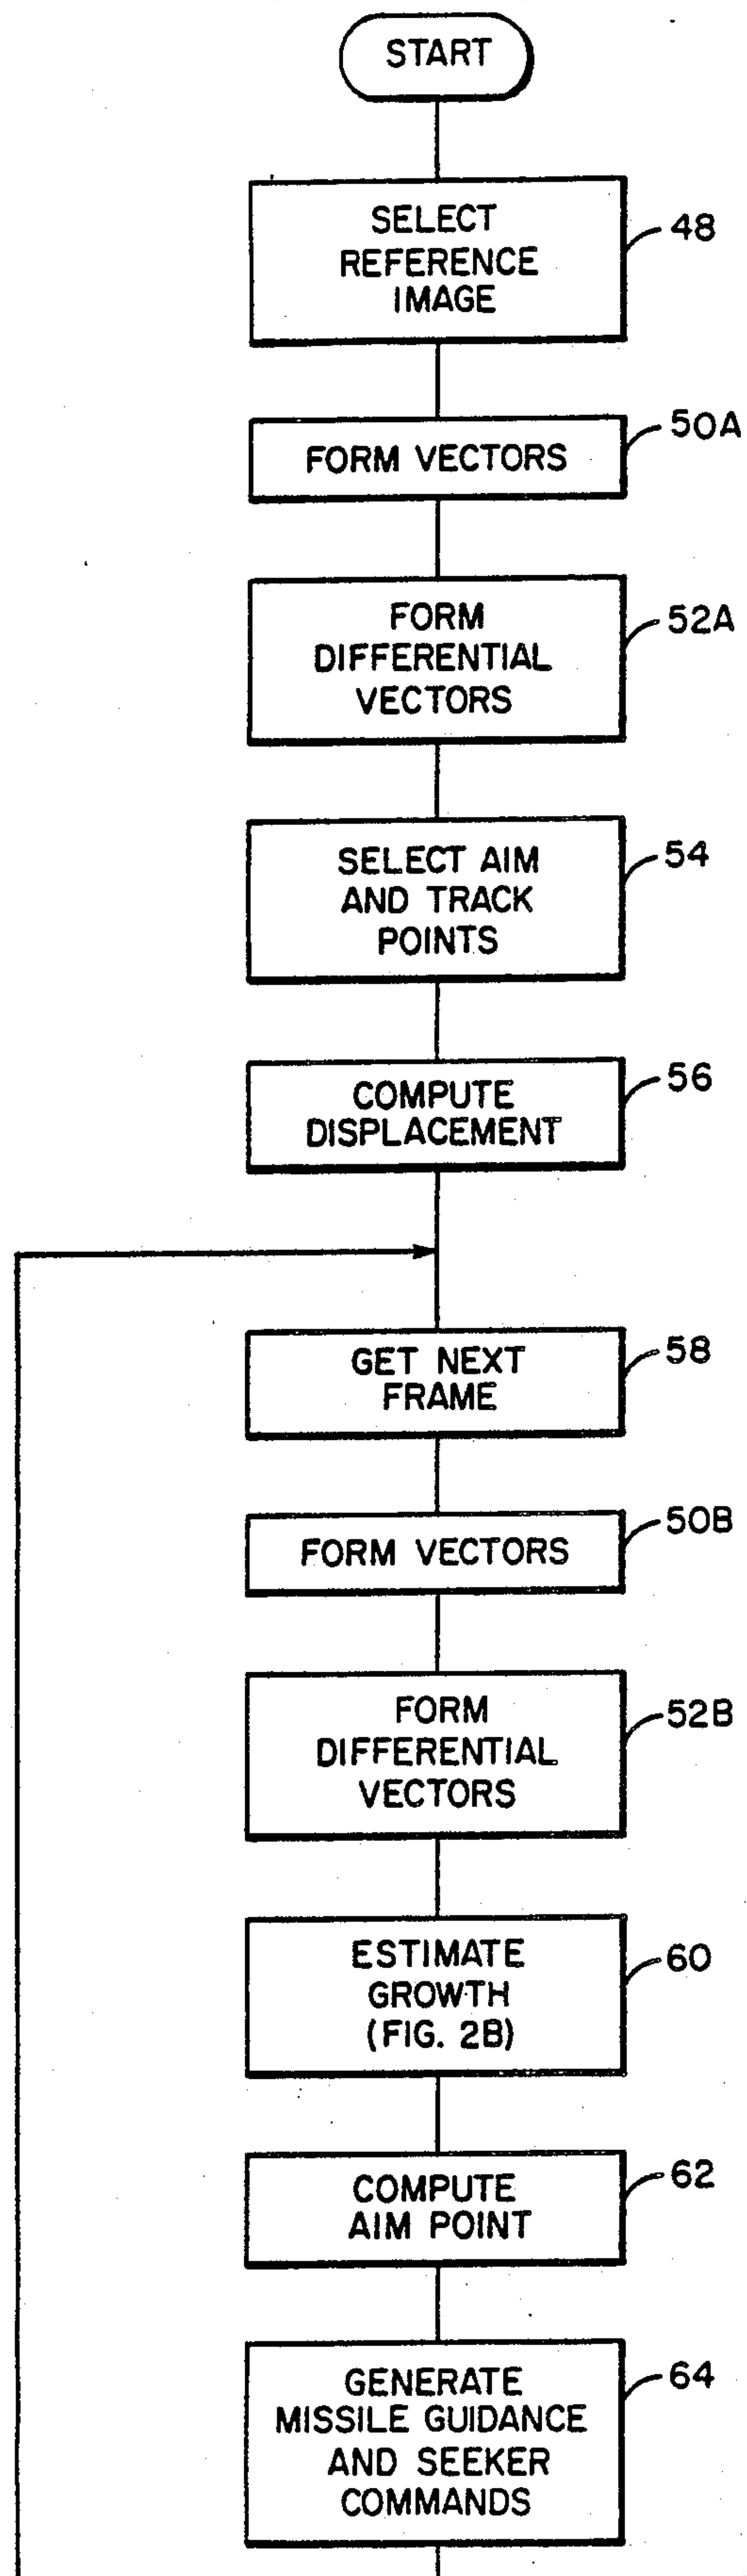 START
SELECT
REFERENCE
IMAGE
48
FORM VECTORS
50A
FORM
DIFFERENTIAL
VECTORS
52A
SELECT AIM
AND TRACK
POINTS
54
COMPUTE
DISPLACEMENT
56
GET NEXT
FRAME
58
FORM VECTORS
50B
FORM
DIFFERENTIAL
VECTORS
52B
ESTIMATE
GROWTH
(FIG. 2B)
60
COMPUTE
AIM POINT
62
GENERATE
MISSILE GUIDANCE
AND SEEKER
COMMANDS
64